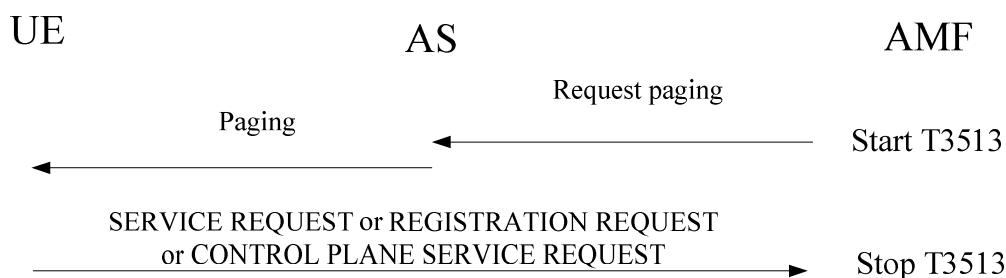 UE
AS
AMF
Request paging
Paging
Start T3513
SERVICE REQUEST or REGISTRATION REQUEST
or CONTROL PLANE SERVICE REQUEST
Stop T3513